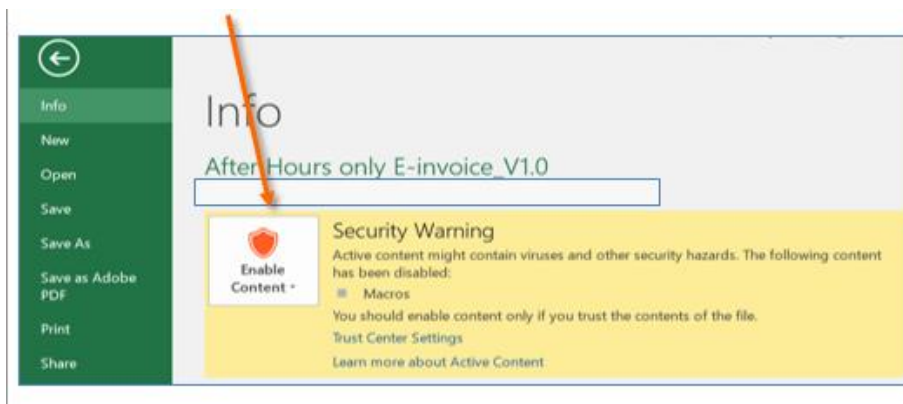 Info
New
Open
Save
Save As
Save as Adobe
PDF
Print
Share
Info
After Hours only E-invoice_V1.0
Enable
Content
Security Warning
Active content might contain viruses and other security hazards. The following content
has been disabled:
Macros
You should enable content only if you trust the contents of the file.
Trust Center Settings
Learn more about Active Content